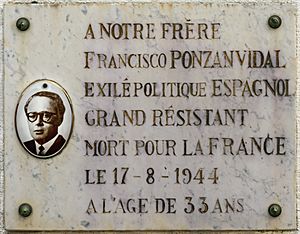 A NOTRE FRÈRE
FRANCISCO PONZAN VIDAL
EXILÉ POLITIQUE ESPAGNOL
GRAND RÉSISTANT
MORT POUR LA FRANCE
LE 17-8-1944
A L'AGE DE 33 ANS